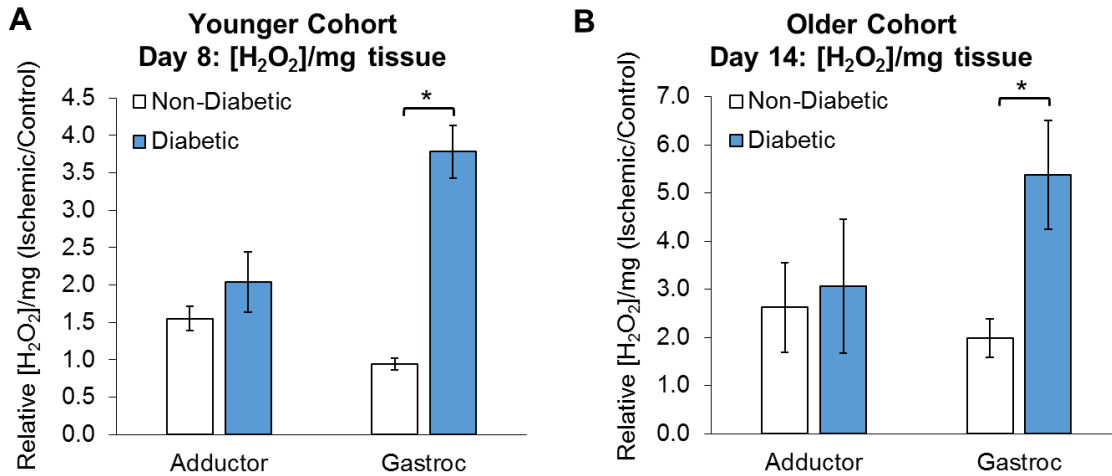 A
Younger Cohort
Day 8: [H₂O₂]/mg tissue
Relative [H₂O₂]/mg (Ischemic/Control)
4.5
4.0
3.5
3.0
2.5
2.0
1.5
1.0
0.5
0.0
Non-Diabetic
Diabetic
*
Adductor
Gastroc
B
Older Cohort
Day 14: [H₂O₂]/mg tissue
Relative [H₂O₂]/mg (Ischemic/Control)
7.0
6.0
5.0
4.0
3.0
2.0
1.0
0.0
Non-Diabetic
Diabetic
*
Adductor
Gastroc